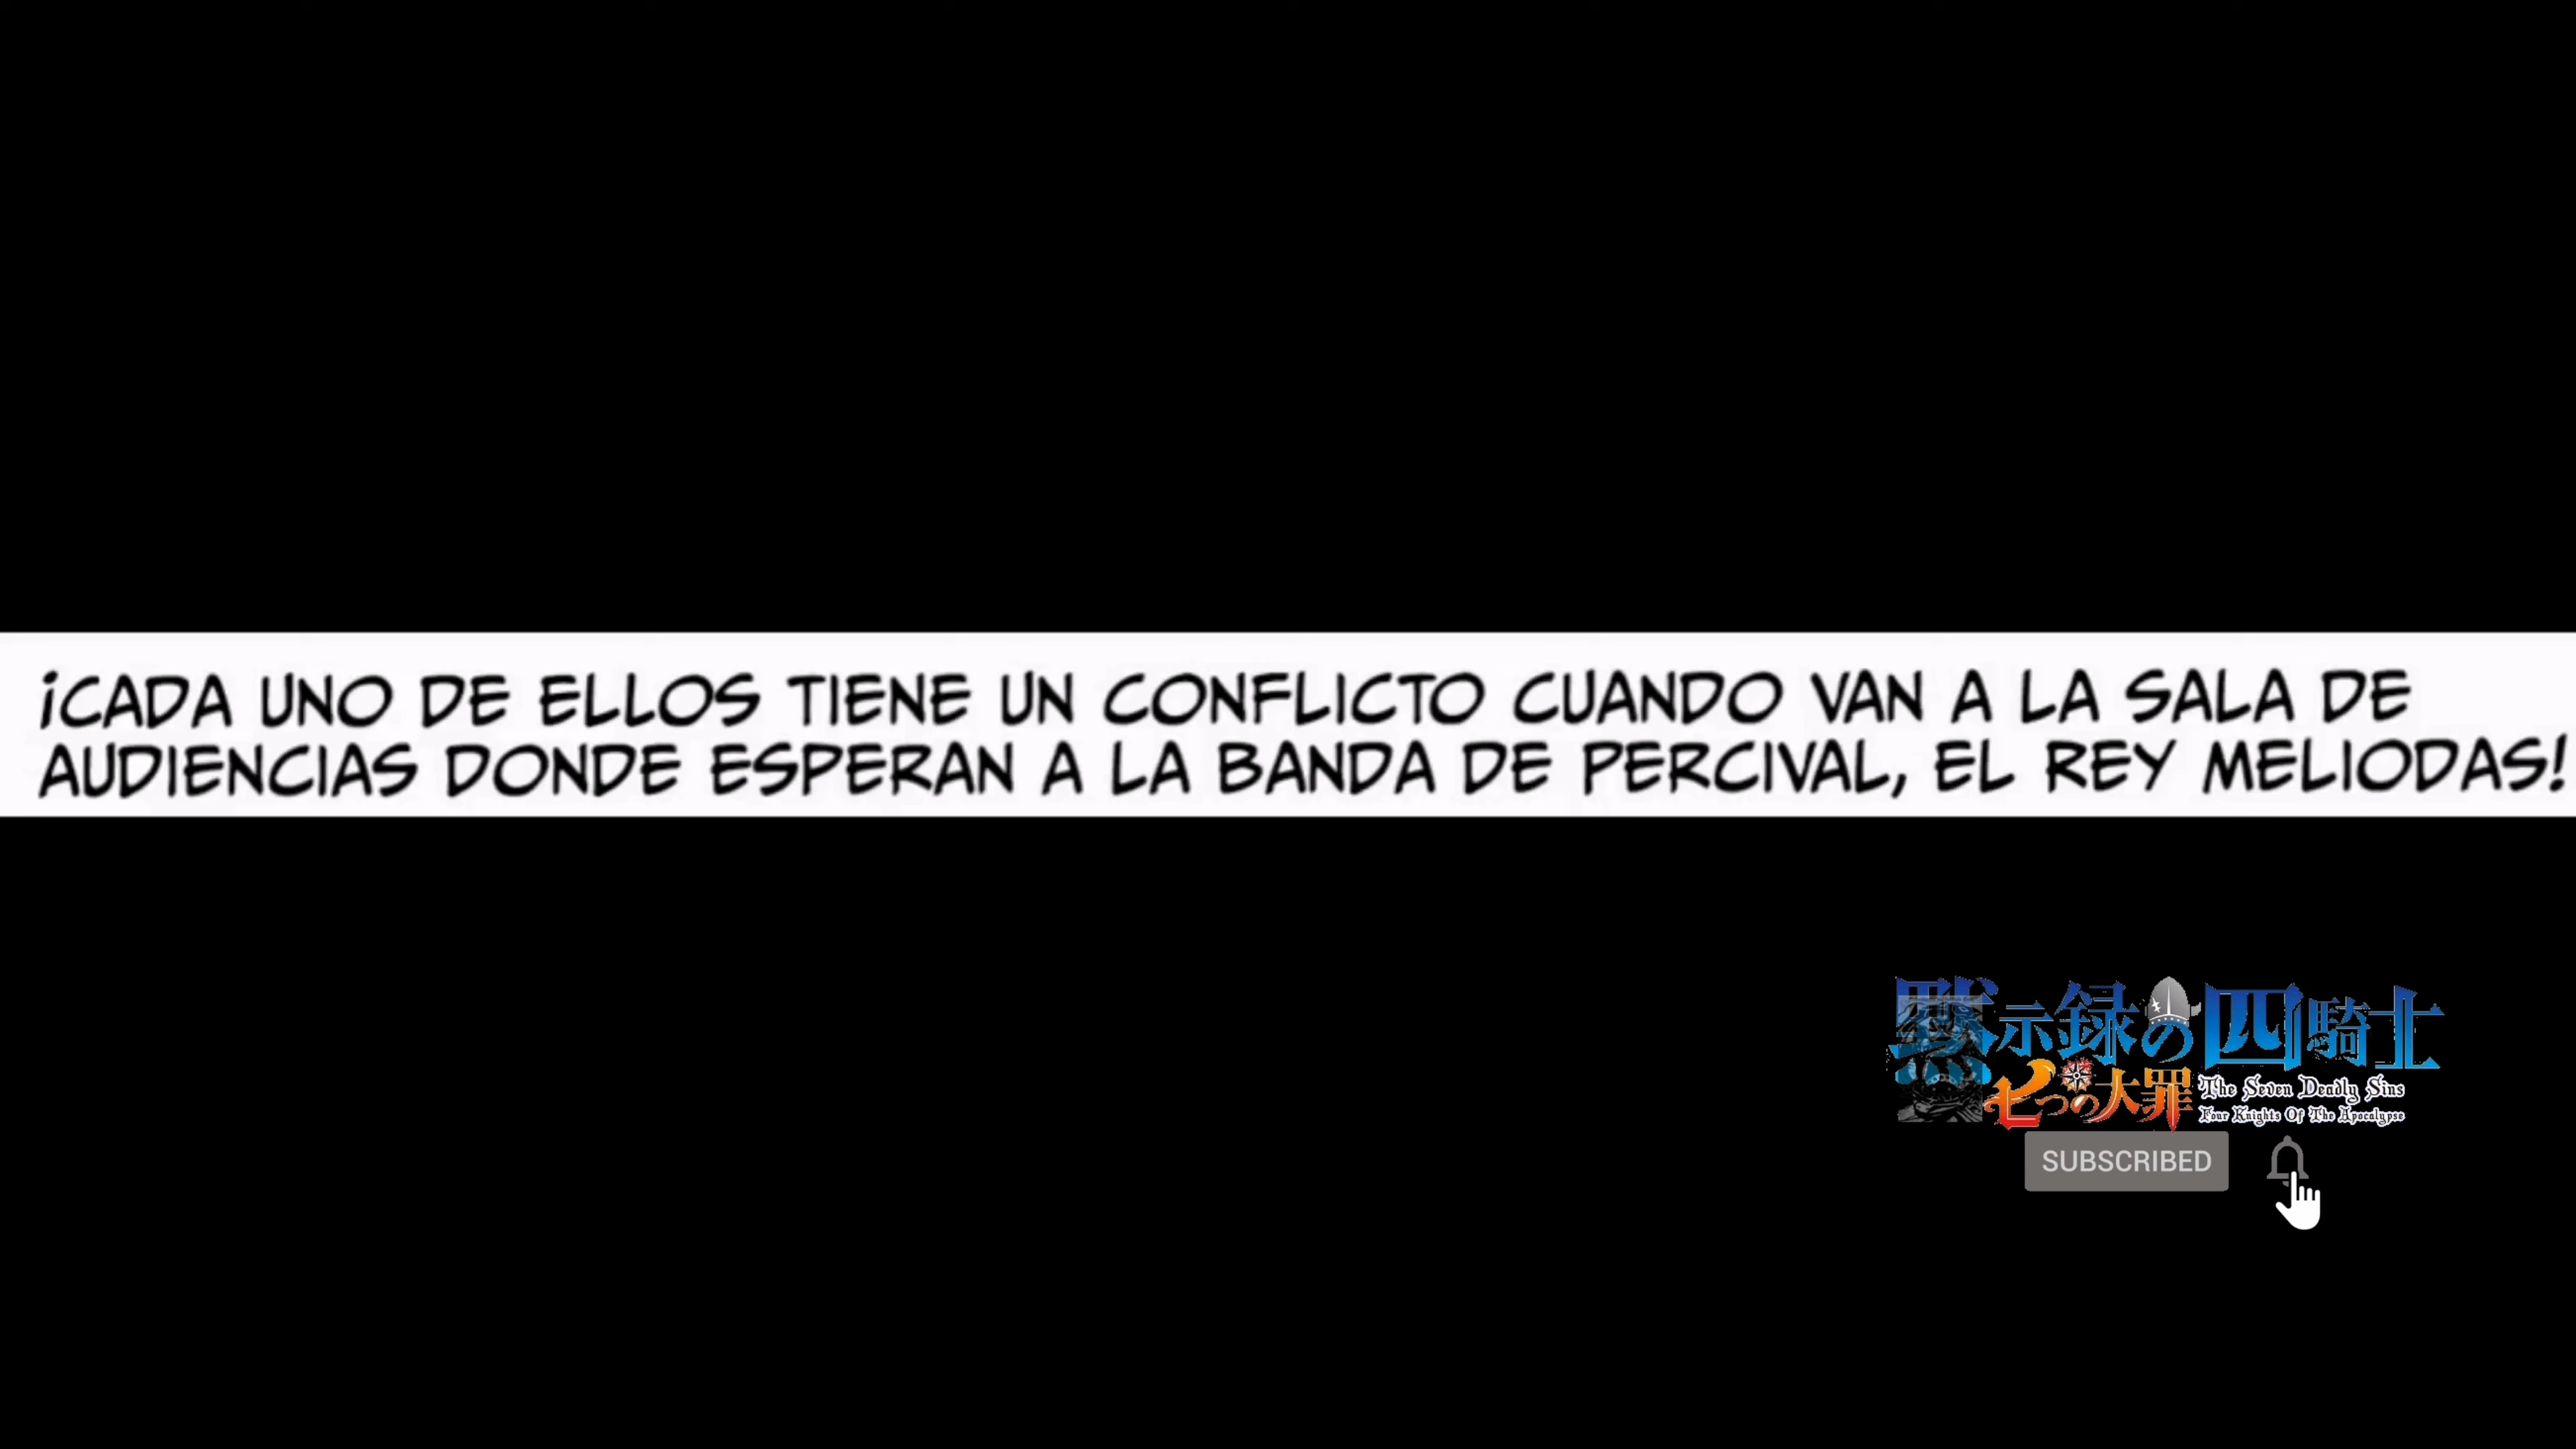 ¡CADA UNO DE ELLOS TIENE UN CONFLICTO CUANDO VAN A LA SALA DE
AUDIENCIAS DONDE ESPERAN A LA BANDA DE PERCIVAL, EL REY MELIODAS!
黙示録の四騎士
七つの大罪
The Seven Deadly Sins
Four Knights Of The Apocalypse
SUBSCRIBED